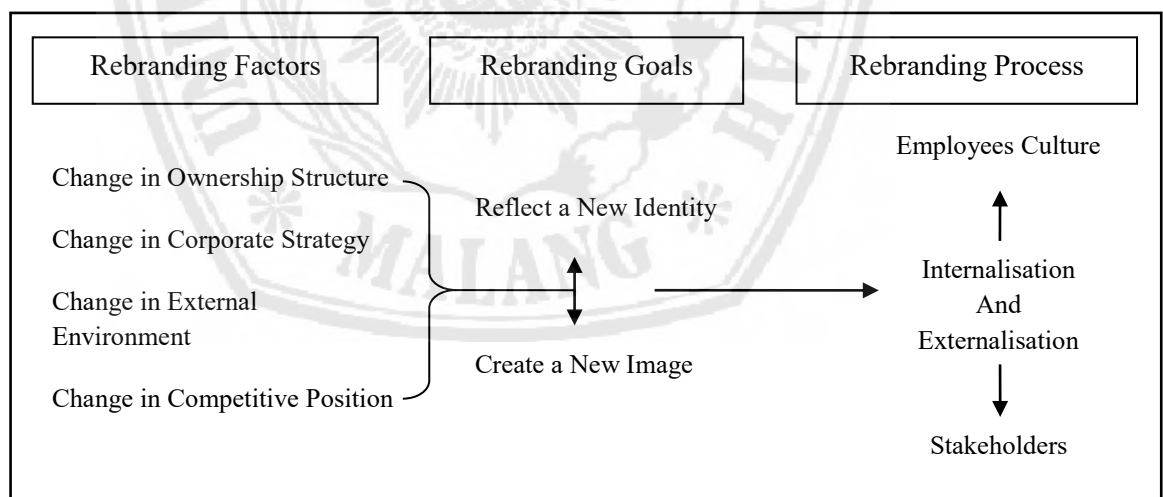 Rebranding Factors
Rebranding Goals
Rebranding Process
Change in Ownership Structure
Change in Corporate Strategy
Change in External
Environment
Change in Competitive Position
Reflect a New Identity
Create a New Image
Employees Culture
Internalisation
And
Externalisation
Stakeholders
MALANG